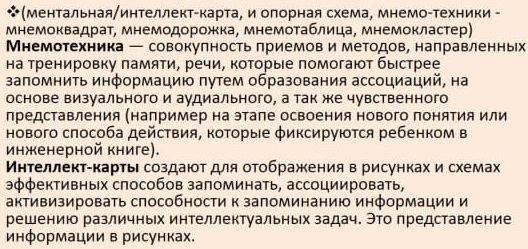 ❖(ментальная/интеллект-карта, и опорная схема, мнемо-техники -
мнемоквадрат, мнемодорожка, мнемотаблица, мнемокластер)
Мнемотехника — совокупность приемов и методов, направленных
на тренировку памяти, речи, которые помогают быстрее
запомнить информацию путем образования ассоциаций, на
основе визуального и аудиального, а так же чувственного
представления (например на этапе освоения нового понятия или
нового способа действия, которые фиксируются ребенком в
инженерной книге).
Интеллект-карты создают для отображения в рисунках и схемах
эффективных способов запоминать, ассоциировать,
активизировать способности к запоминанию информации и
решению различных интеллектуальных задач. Это представление
информации в рисунках.